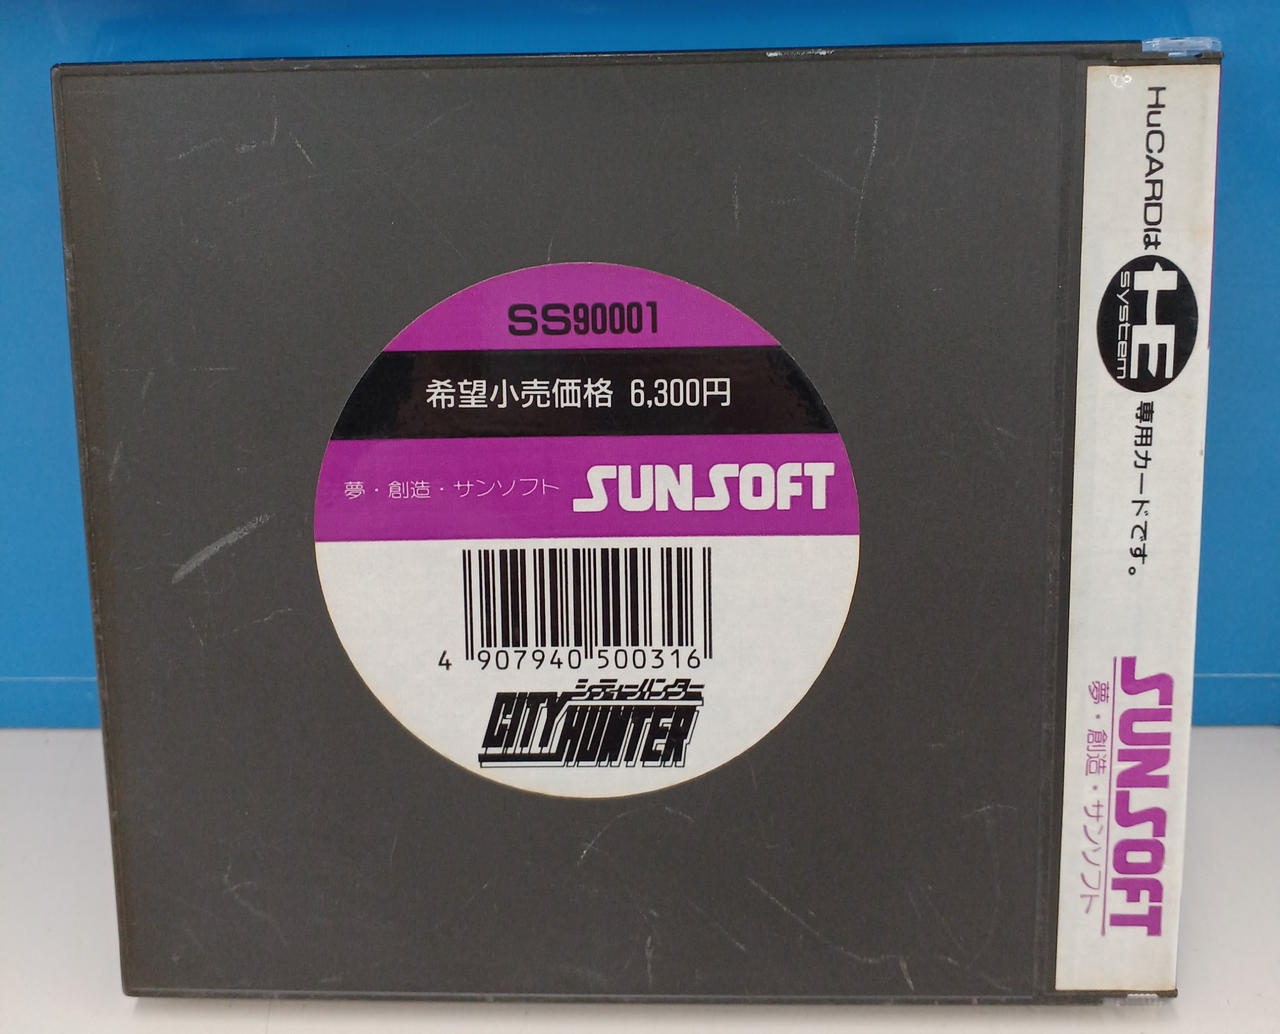 SS90001
希望小売価格 6,300円
夢・創造・サンソフト SUNSOFT
4 907940 500316
シティーハンター
CITY HUNTER
HuCARDは HE system 専用カードです。
SUNSOFT
夢・創造・サンソフト